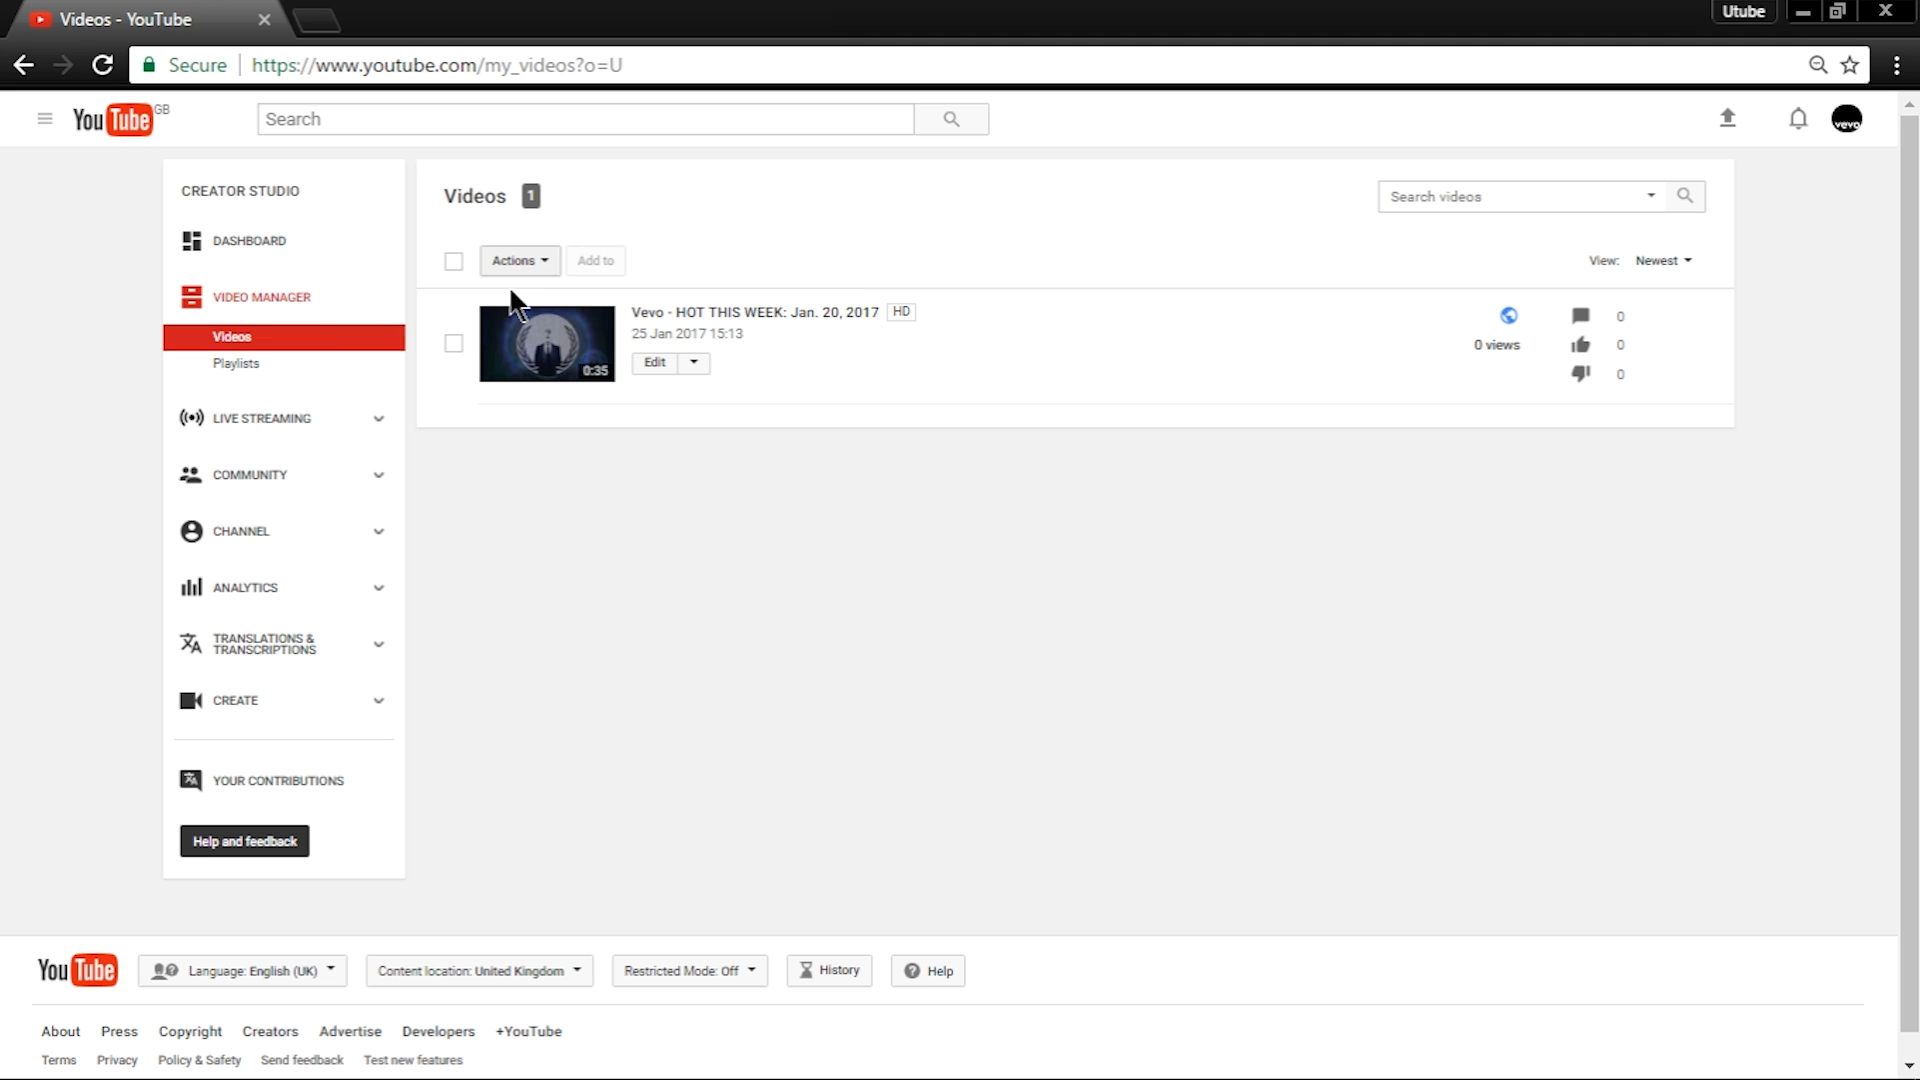 Videos - YouTube
Utube
Secure https://www.youtube.com/my_videos?o=U
YouTube GB
Search
vevo
CREATOR STUDIO
DASHBOARD
VIDEO MANAGER
Videos
Playlists
LIVE STREAMING
COMMUNITY
CHANNEL
ANALYTICS
TRANSLATIONS &
TRANSCRIPTIONS
CREATE
YOUR CONTRIBUTIONS
Help and feedback
Videos 1
Search videos
Actions Add to
View: Newest
Vevo - HOT THIS WEEK: Jan. 20, 2017 HD
25 Jan 2017 15:13
Edit
0:35
0 views
0
0
0
YouTube Language: English (UK) Content location: United Kingdom Restricted Mode: Off History Help
About Press Copyright Creators Advertise Developers +YouTube
Terms Privacy Policy & Safety Send feedback Test new features